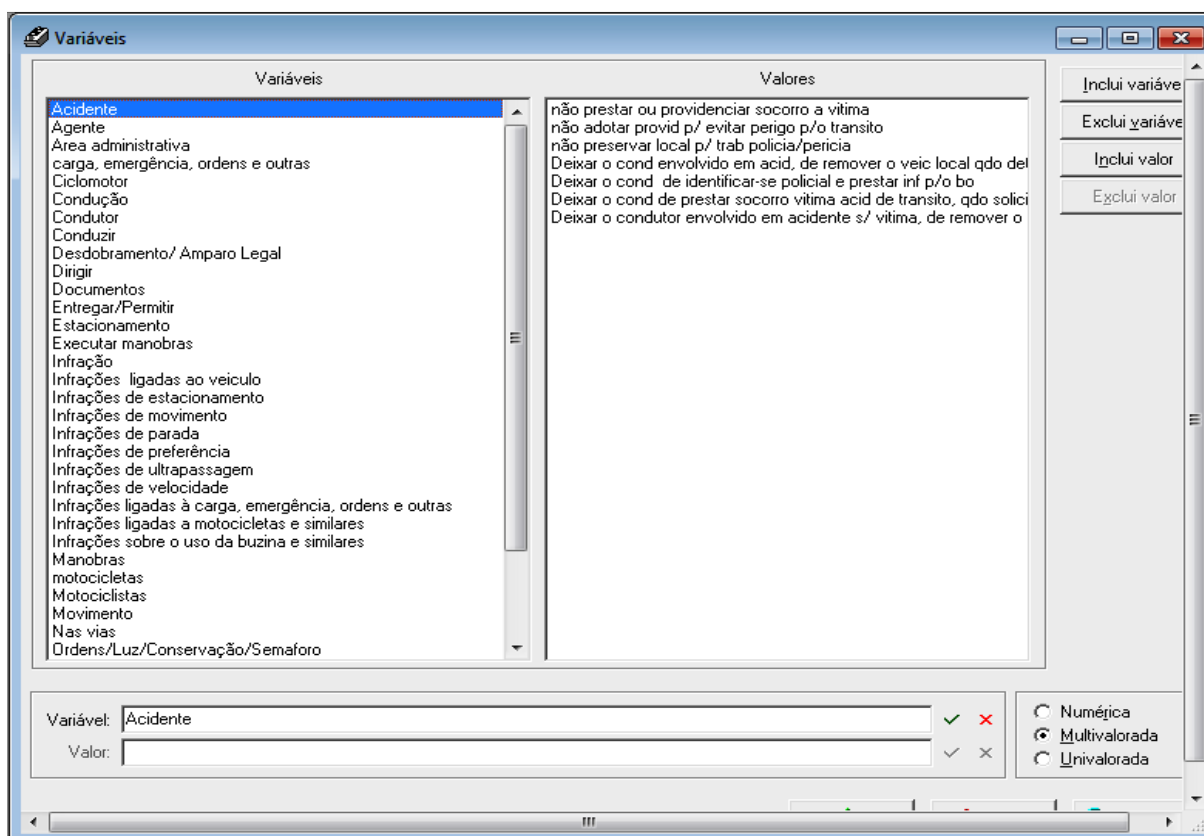 Variáveis
Variáveis
Valores
Acidente
Agente
Area administrativa
carga, emergência, ordens e outras
Ciclomotor
Condução
Condutor
Conduzir
Desdobramento/ Amparo Legal
Dirigir
Documentos
Entregar/Permitir
Estacionamento
Executar manobras
Infração
Infrações  ligadas ao veiculo
Infrações de estacionamento
Infrações de movimento
Infrações de parada
Infrações de preferência
Infrações de ultrapassagem
Infrações de velocidade
Infrações ligadas à carga, emergência, ordens e outras
Infrações ligadas a motocicletas e similares
Infrações sobre o uso da buzina e similares
Manobras
motocicletas
Motociclistas
Movimento
Nas vias
Ordens/Luz/Conservação/Semaforo
não prestar ou providenciar socorro a vitima
não adotar provid p/ evitar perigo p/o transito
não preservar local p/ trab policia/pericia
Deixar o cond envolvido em acid, de remover o veic local qdo det
Deixar o cond  de identificar-se policial e prestar inf p/o bo
Deixar o cond de prestar socorro vitima acid de transito, qdo solici
Deixar o condutor envolvido em acidente s/ vitima, de remover o
Inclui variáve
Exclui variáve
Inclui valor
Exclui valor
Variável: Acidente
Valor:
Numérica
Multivalorada
Univalorada